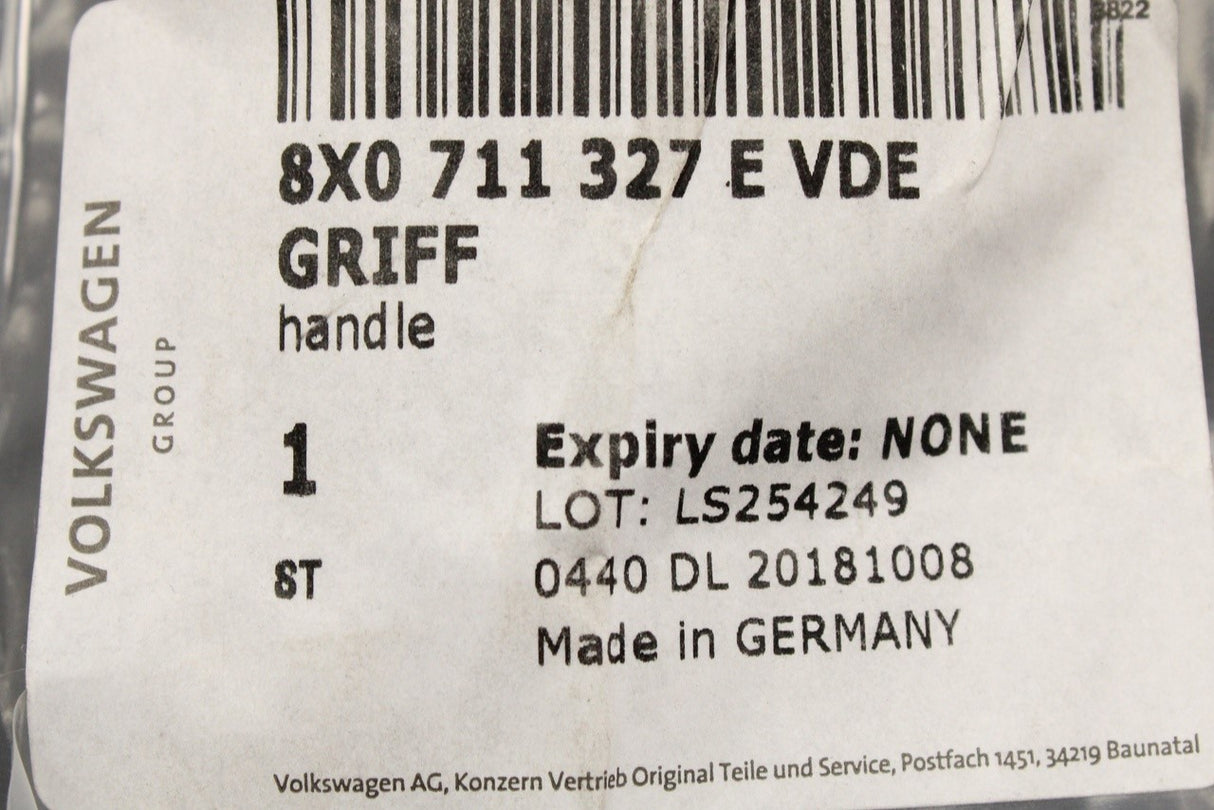 3822
8X0 711 327 E VDE
GRIFF
handle
VOLKSWAGEN
GROUP
1
Expiry date: NONE
LOT: LS254249
ST
0440 DL 20181008
Made in GERMANY
Volkswagen AG, Konzern Vertrieb Original Teile und Service, Postfach 1451, 34219 Baunatal